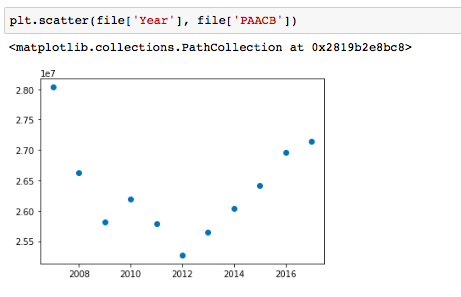 plt.scatter(file['Year'], file['PAACB'])
<matplotlib.collections.PathCollection at 0x2819b2e8bc8>
1e7
2.80
2.75
2.70
2.65
2.60
2.55
2008 2010 2012 2014 2016